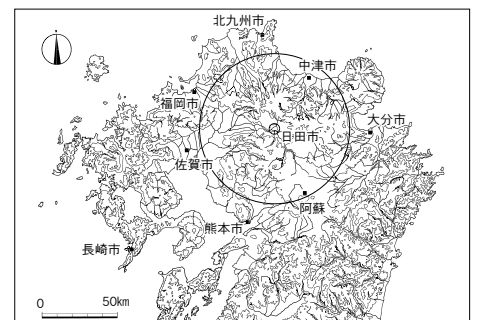 北九州市
中津市
福岡市
大分市
日田市
佐賀市
阿蘇
熊本市
長崎市
0 50km